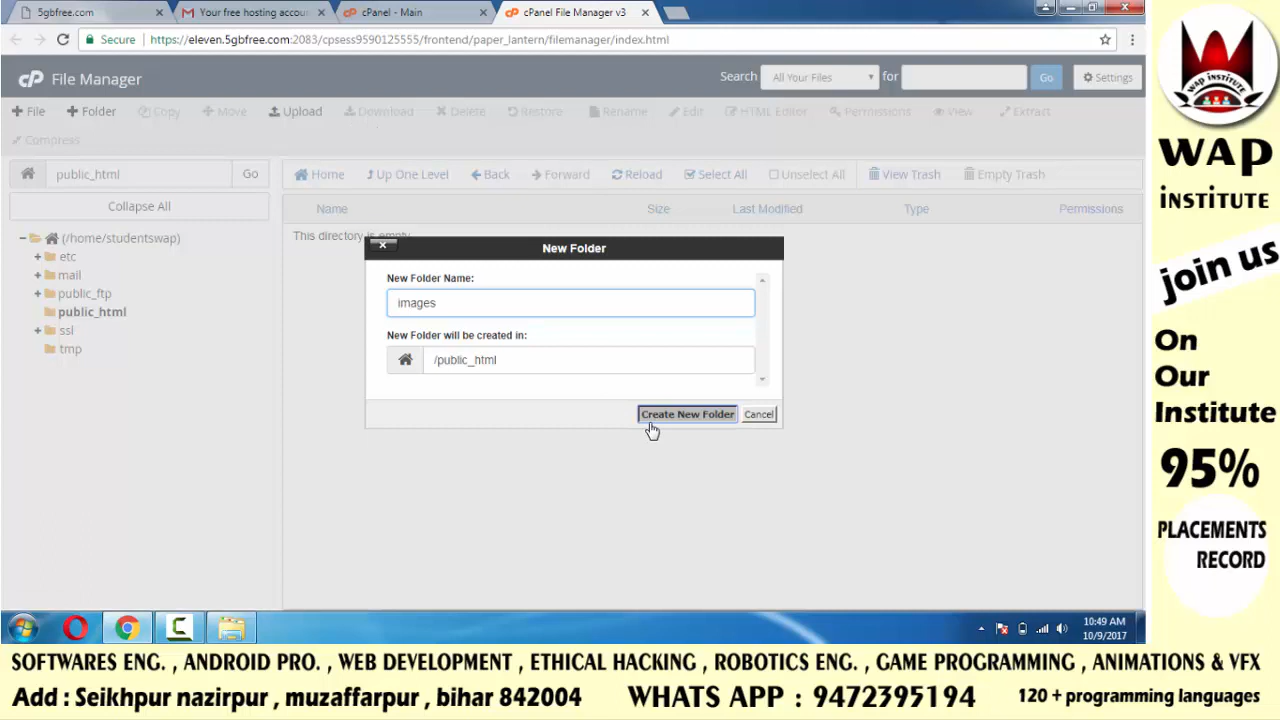 5gbfree.com
Your free hosting accou
cPanel - Main
cPanel File Manager v3
Secure https://eleven.5gbfree.com:2083/cpsess9590125555/frontend/paper_lantern/filemanager/index.html
cP File Manager
Search All Your Files for Go Settings
File Folder Copy Move Upload Download Delete Restore Rename Edit HTML Editor Permissions View Extract
Compress
public_html Go
Home Up One Level Back Forward Reload Select All Unselect All View Trash Empty Trash
Collapse All
Name Size Last Modified Type Permissions
This directory is empty.
(/home/studentswap)
etc
mail
public_ftp
public_html
ssl
tmp
New Folder
New Folder Name:
images
New Folder will be created in:
/public_html
Create New Folder Cancel
10:49 AM
10/9/2017
wap institute
WAP
INSTITUTE
join us
On
Our
Institute
95%
PLACEMENTS
RECORD
SOFTWARES ENG. , ANDROID PRO. , WEB DEVELOPMENT , ETHICAL HACKING , ROBOTICS ENG. , GAME PROGRAMMING , ANIMATIONS & VFX
Add : Seikhpur nazirpur , muzaffarpur , bihar 842004 WHATS APP : 9472395194 120 + programming languages